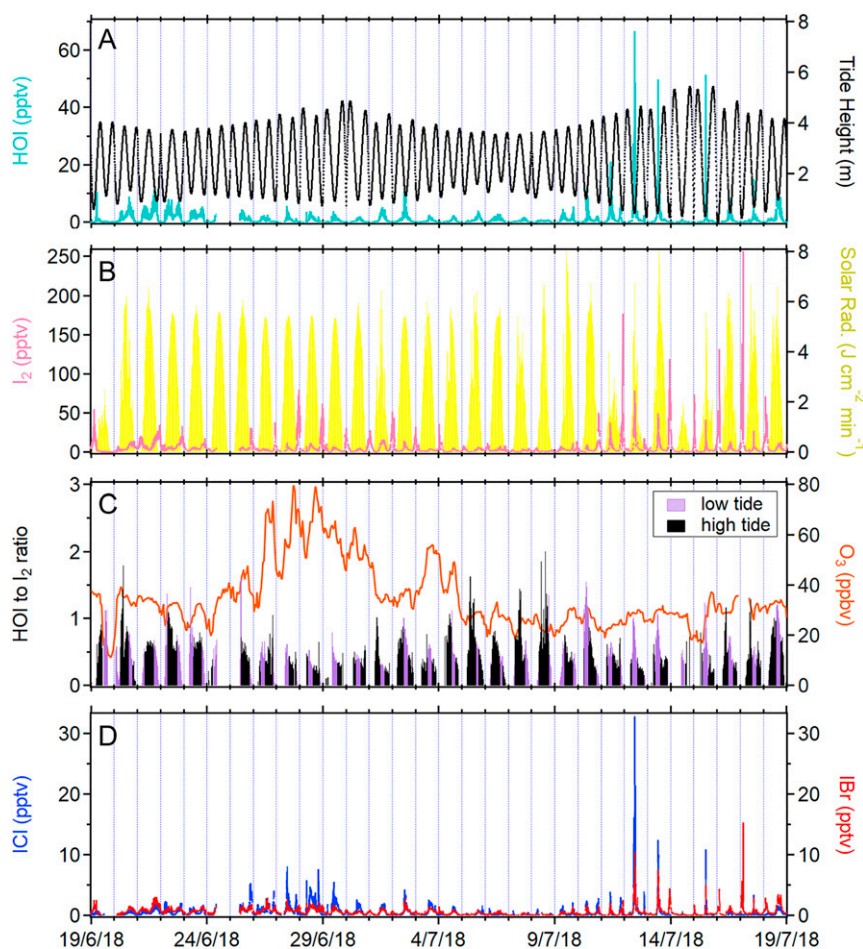 A
HOI (pptv)
60
40
20
0
8
6
4
2
Tide Height (m)
B
I2 (pptv)
250
200
150
100
50
0
8
6
4
2
0
Solar Rad. (J cm-2 min-1)
C
HOI to I2 ratio
3
2
1
0
low tide
high tide
80
60
40
20
0
O3 (ppbv)
D
ICl (pptv)
30
20
10
0
30
25
20
15
10
5
0
IBr (pptv)
19/6/18 24/6/18 29/6/18 4/7/18 9/7/18 14/7/18 19/7/18